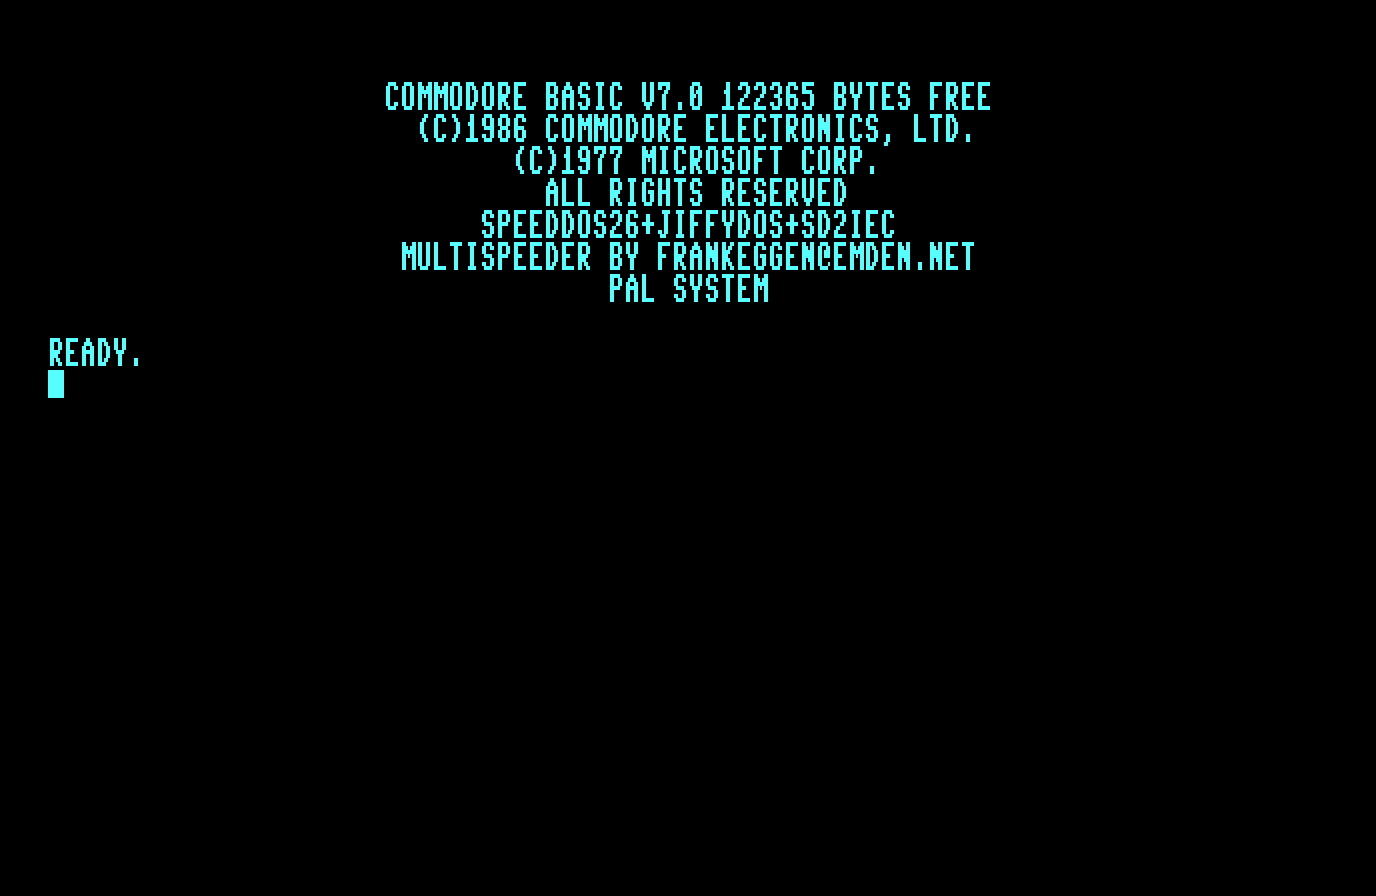 COMMODORE BASIC V7.0 122365 BYTES FREE
(C)1986 COMMODORE ELECTRONICS, LTD.
(C)1977 MICROSOFT CORP.
ALL RIGHTS RESERVED
SPEEDDOS26+JIFFYDOS+SD2IEC
MULTISPEEDER BY FRANKEGGEN@EMDEN.NET
PAL SYSTEM
READY.